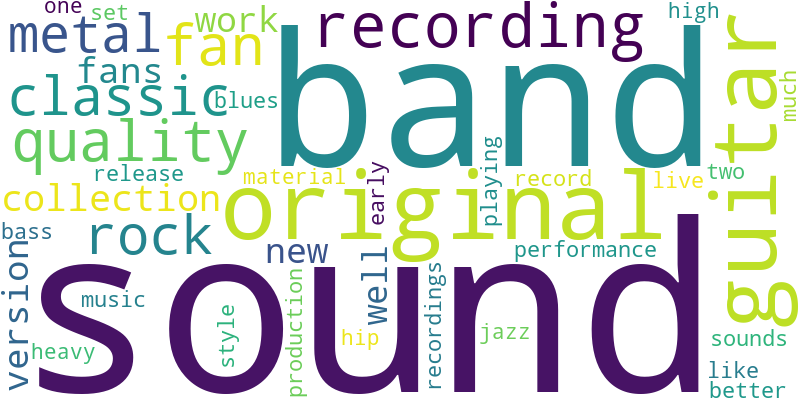 one
set
work
recording
high
metal
fan
fans
band
guitar
much
classic
blues
quality
playing
release
material
early
record
live
two
collection
original
bass
rock
new
well
performance
version
sound
music
production
recordings
style
hip
jazz
sounds
heavy
like
better